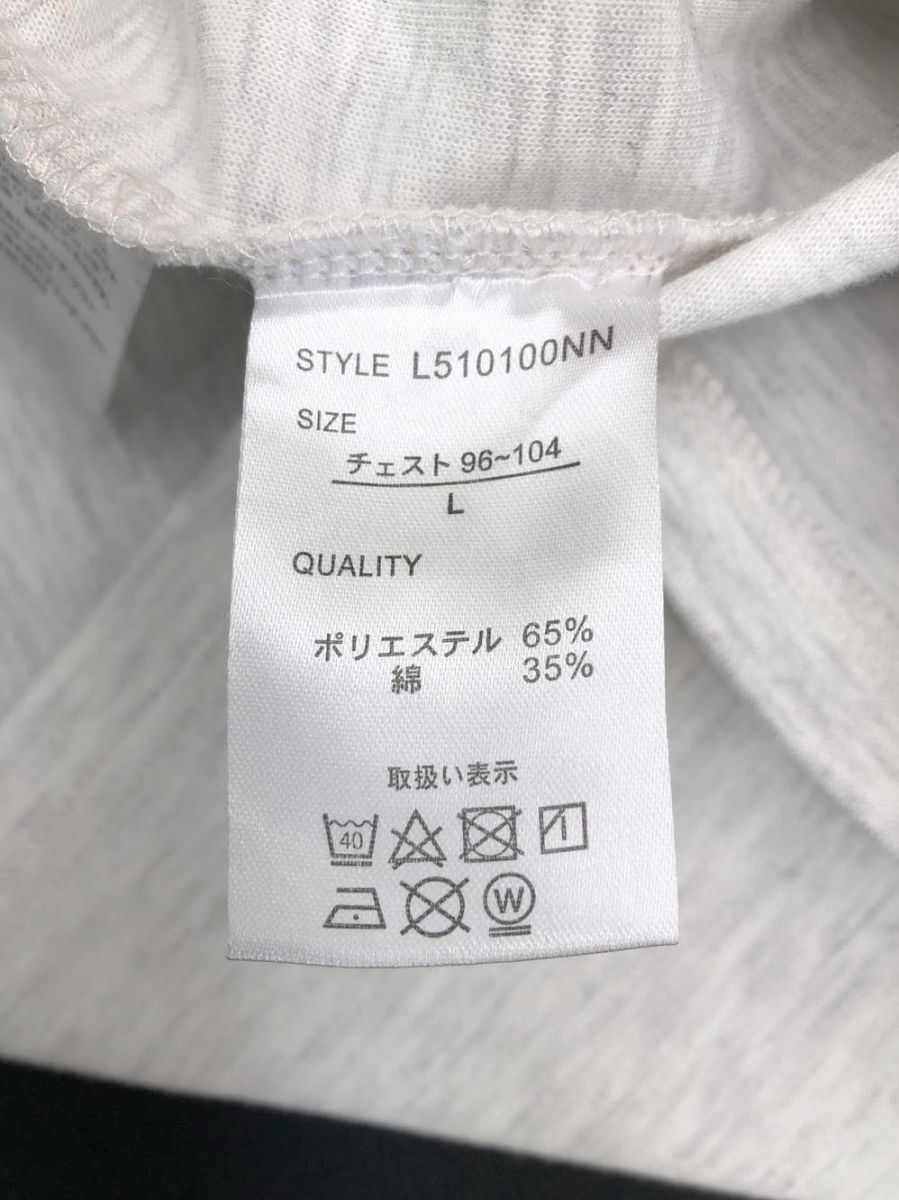 STYLE L510100NN
SIZE
チェスト 96~104
L
QUALITY
ポリエステル 65%
綿 35%
取扱い表示
40
W